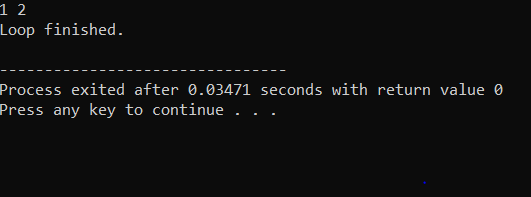 1 2
Loop finished.
--------------------------------
Process exited after 0.03471 seconds with return value 0
Press any key to continue . . .